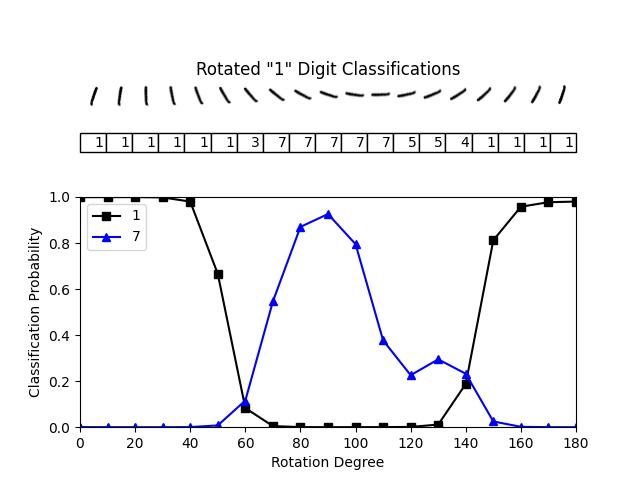 Rotated "1" Digit Classifications
1 1 1 1 1 1 3 7 7 7 7 7 5 5 4 1 1 1 1
1.0
1
7
0.8
0.6
0.4
0.2
0.0
Classification Probability
0 20 40 60 80 100 120 140 160 180
Rotation Degree